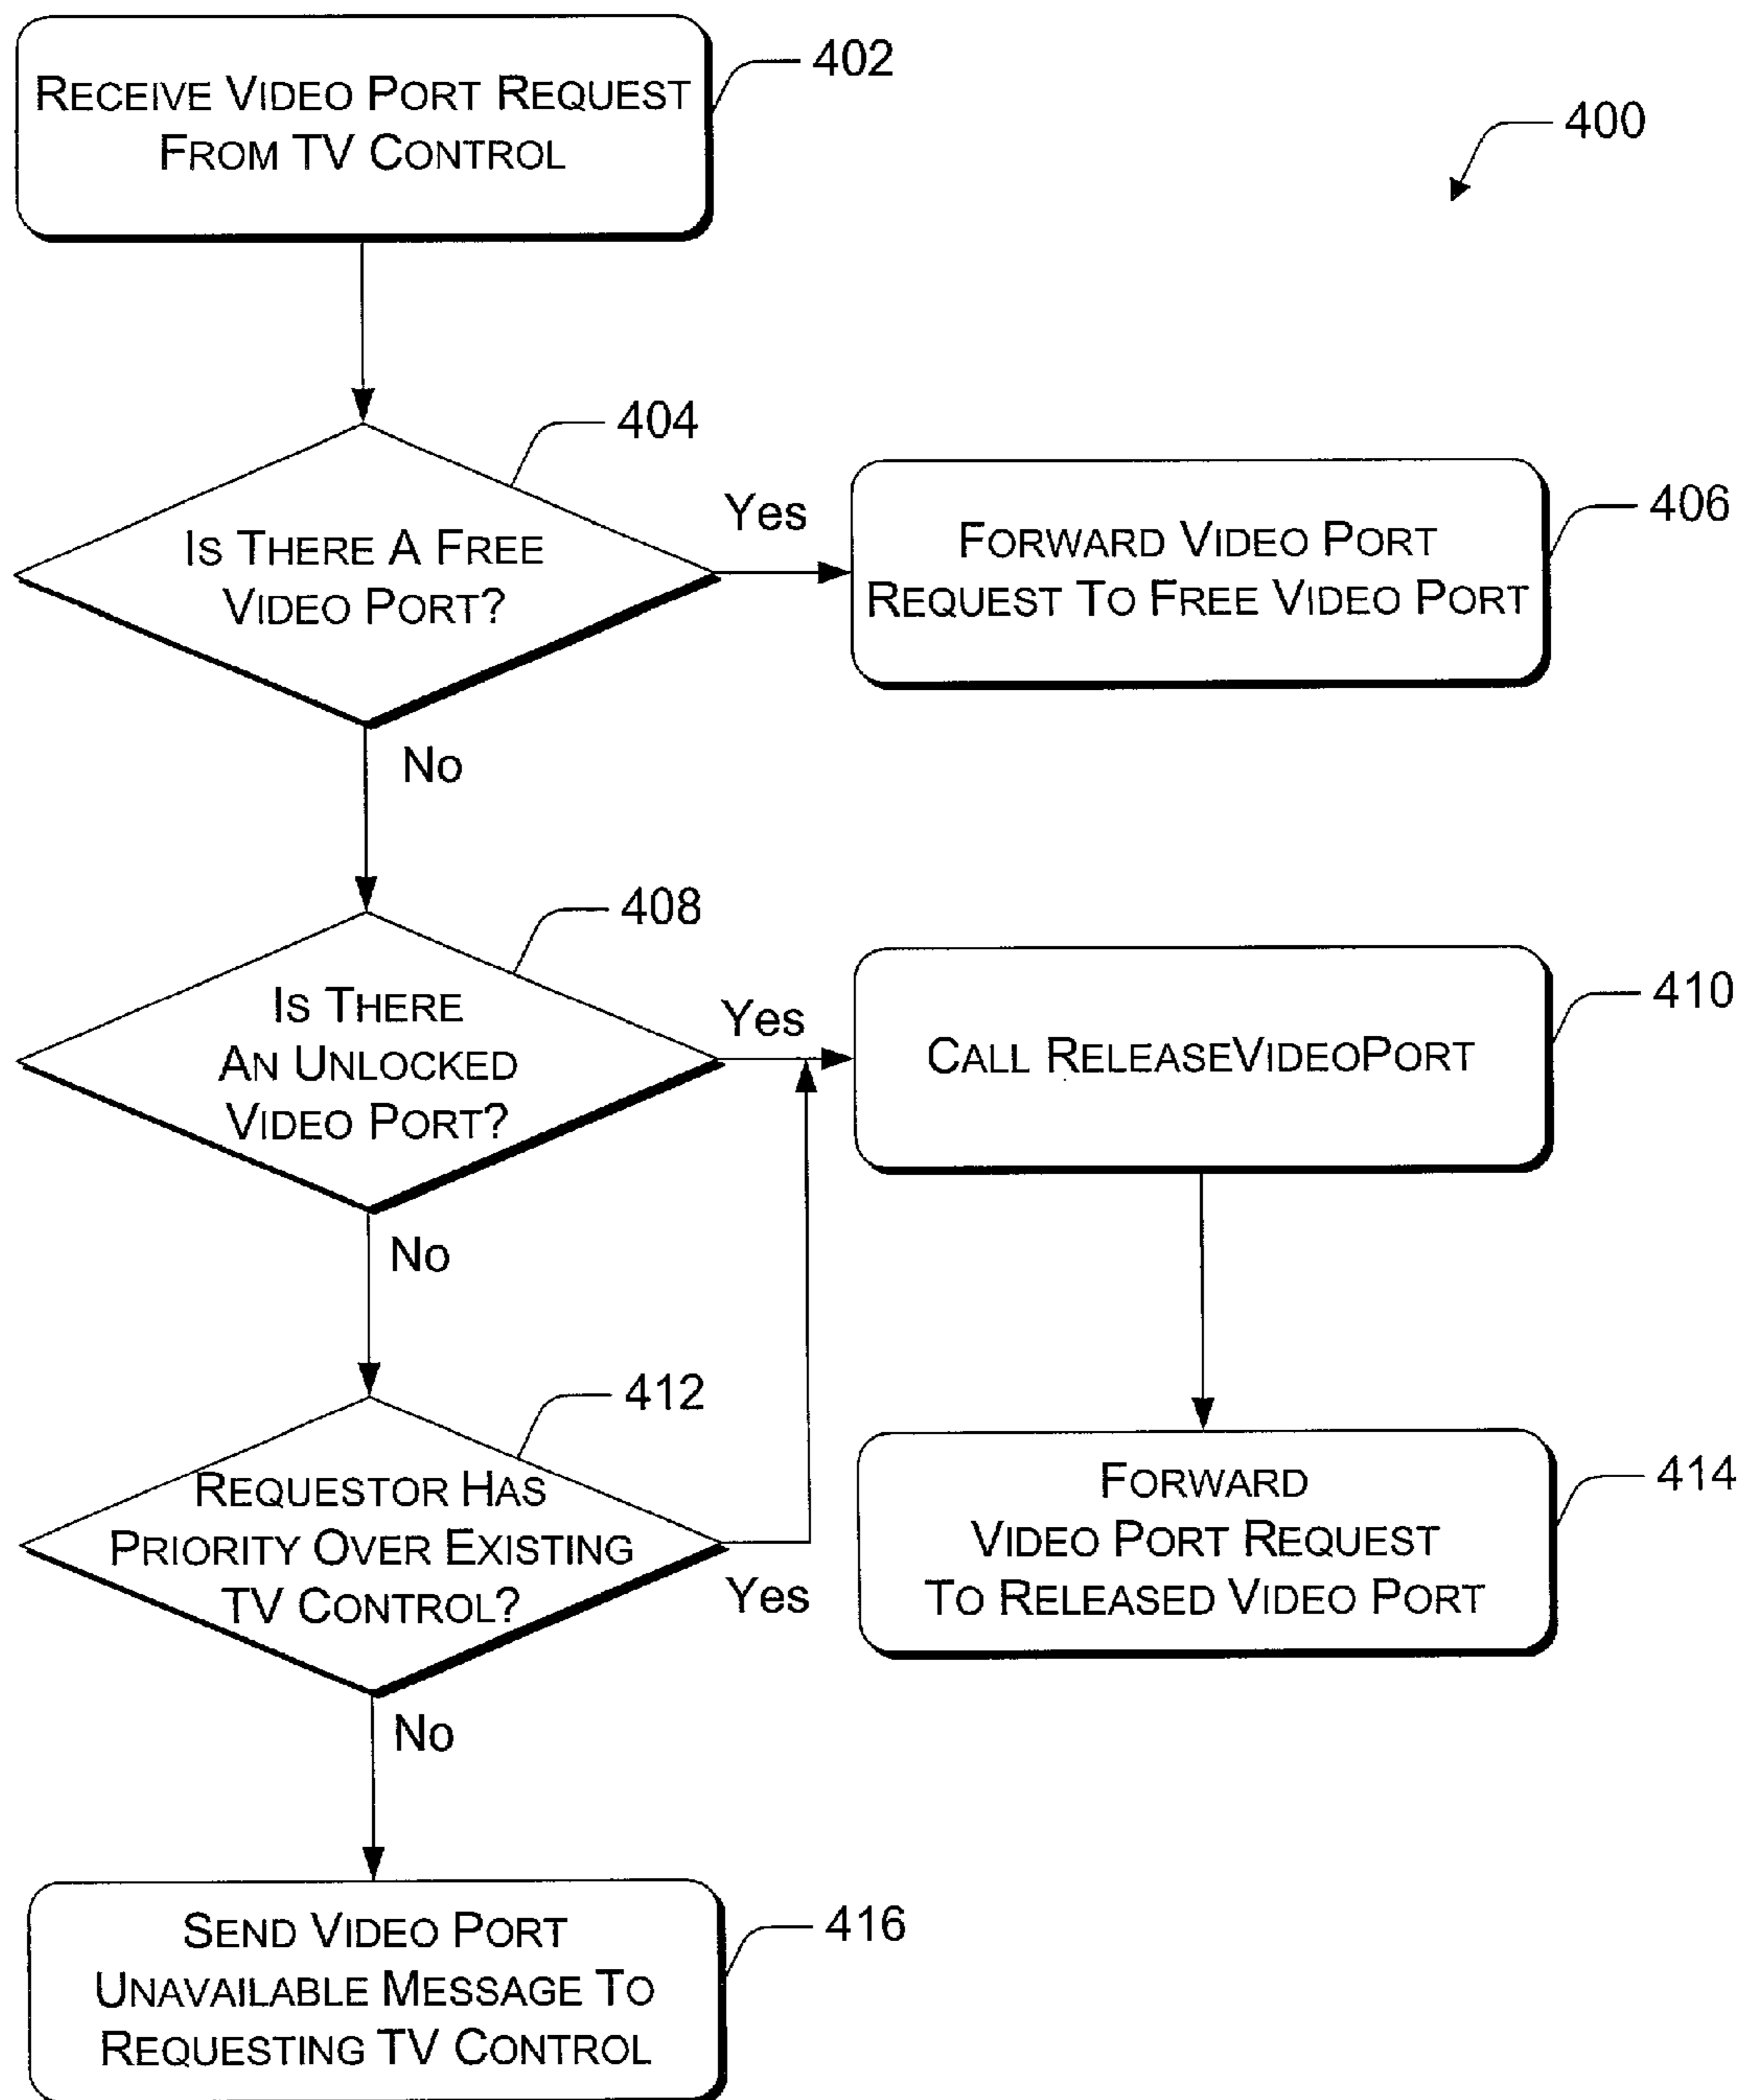 RECEIVE VIDEO PORT REQUEST
FROM TV CONTROL
402
400
404
IS THERE A FREE
VIDEO PORT?
Yes
FORWARD VIDEO PORT
REQUEST TO FREE VIDEO PORT
406
No
408
IS THERE
AN UNLOCKED
VIDEO PORT?
Yes
CALL RELEASEVIDEOPORT
410
No
412
REQUESTOR HAS
PRIORITY OVER EXISTING
TV CONTROL?
Yes
FORWARD
VIDEO PORT REQUEST
TO RELEASED VIDEO PORT
414
No
SEND VIDEO PORT
UNAVAILABLE MESSAGE TO
REQUESTING TV CONTROL
416